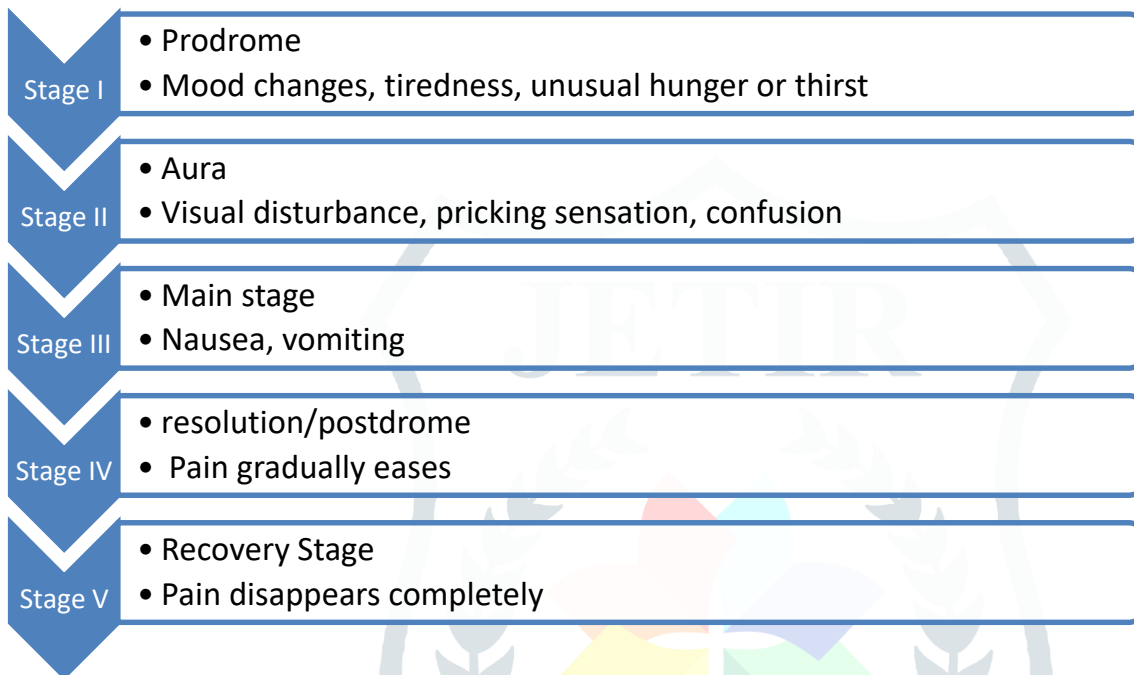 Stage I
• Prodrome
• Mood changes, tiredness, unusual hunger or thirst
Stage II
• Aura
• Visual disturbance, pricking sensation, confusion
Stage III
• Main stage
• Nausea, vomiting
Stage IV
• resolution/postdrome
• Pain gradually eases
Stage V
• Recovery Stage
• Pain disappears completely
JETIR